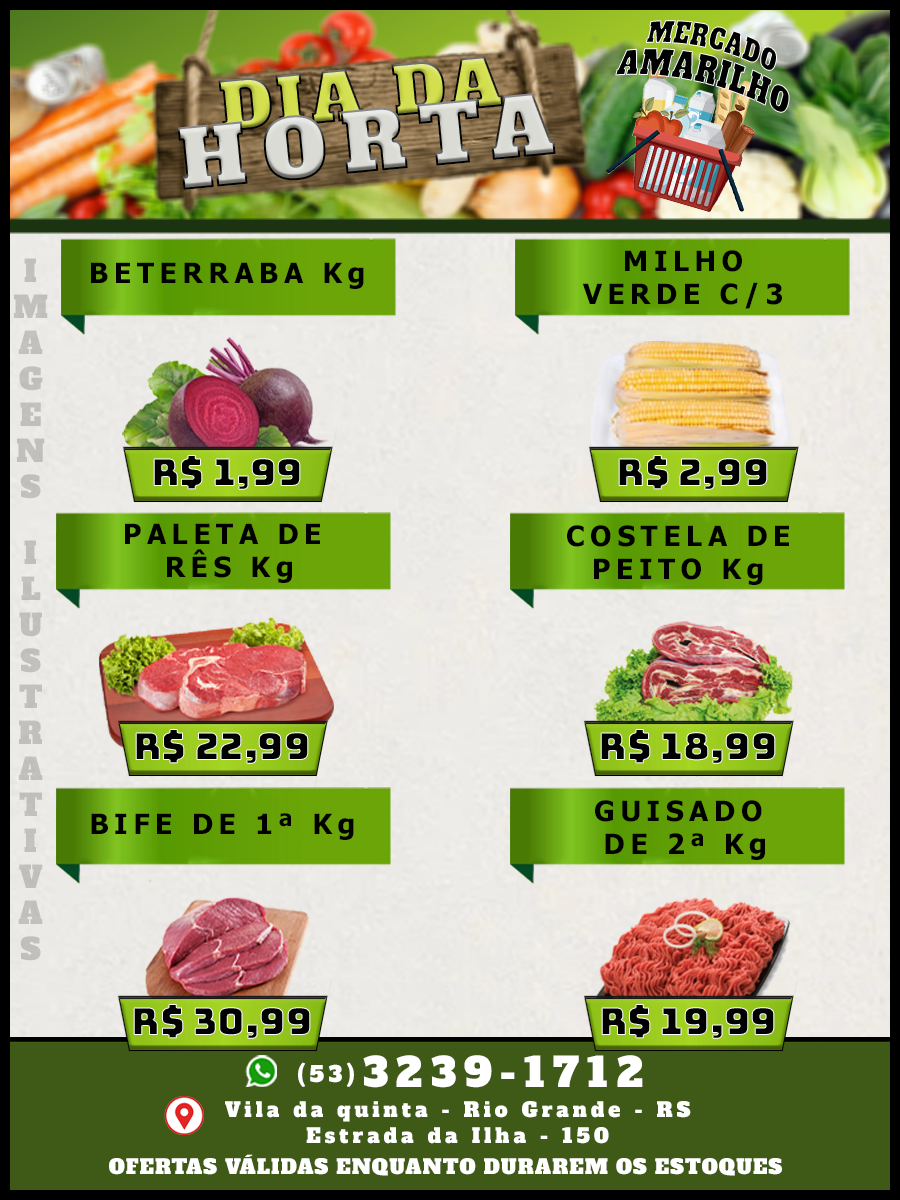 DIA DA
HORTA
MERCADO
AMARILHO
IMAGENS ILUSTRATIVAS
BETERRABA Kg
R$ 1,99
MILHO
VERDE C/3
R$ 2,99
PALETA DE
RÊS Kg
R$ 22,99
COSTELA DE
PEITO Kg
R$ 18,99
BIFE DE 1ª Kg
R$ 30,99
GUISADO
DE 2ª Kg
R$ 19,99
(53) 3239-1712
Vila da quinta - Rio Grande - RS
Estrada da Ilha - 150
OFERTAS VÁLIDAS ENQUANTO DURAREM OS ESTOQUES